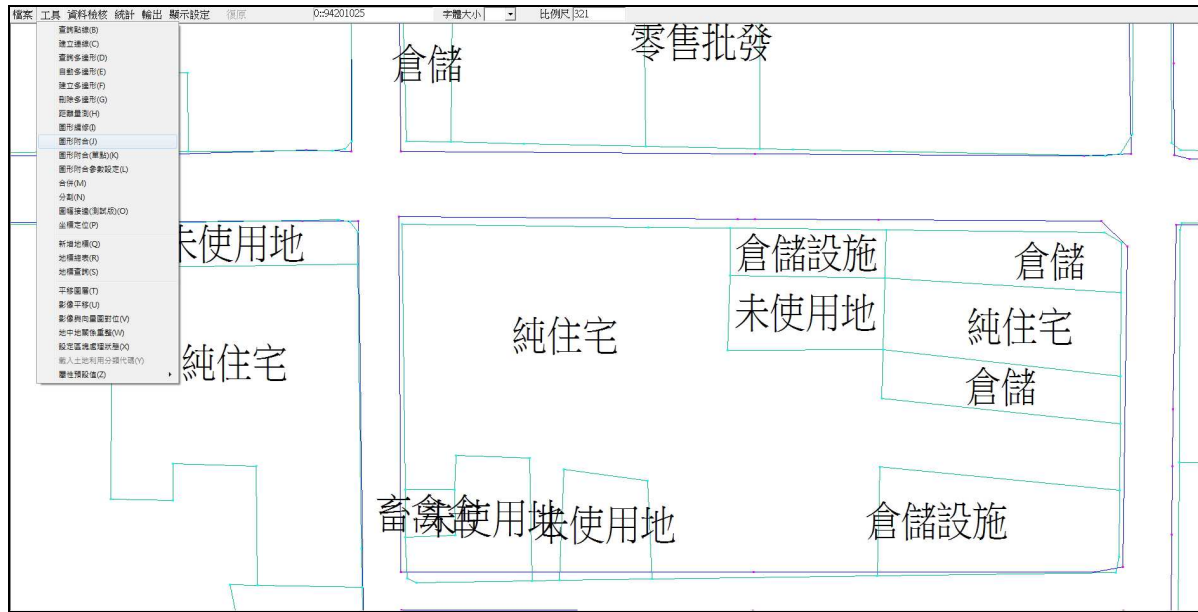 檔案 工具 資料檢核 統計 輸出 顯示設定 復原 0::94201025 字體大小 比例尺 321
查詢點線(B)
建立邊線(C)
查詢多邊形(D)
自動多邊形(E)
建立多邊形(F)
刪除多邊形(G)
距離量測(H)
圖形編修(I)
圖形附合(J)
圖形附合(單點)(K)
圖形附合參數設定(L)
合併(M)
分割(N)
圖幅接邊(測試版)(O)
坐標定位(P)
新增地標(Q)
地標總表(R)
地標查詢(S)
平移圖層(T)
影像平移(U)
影像與向量圖對位(V)
地中地關係重整(W)
設定區塊處理狀態(X)
載入土地利用分類代碼(Y)
屬性預設值(Z)
倉儲
零售批發
未使用地
倉儲設施
倉儲
純住宅
未使用地
純住宅
純住宅
倉儲
畜禽舍
未使用地
未使用地
倉儲設施